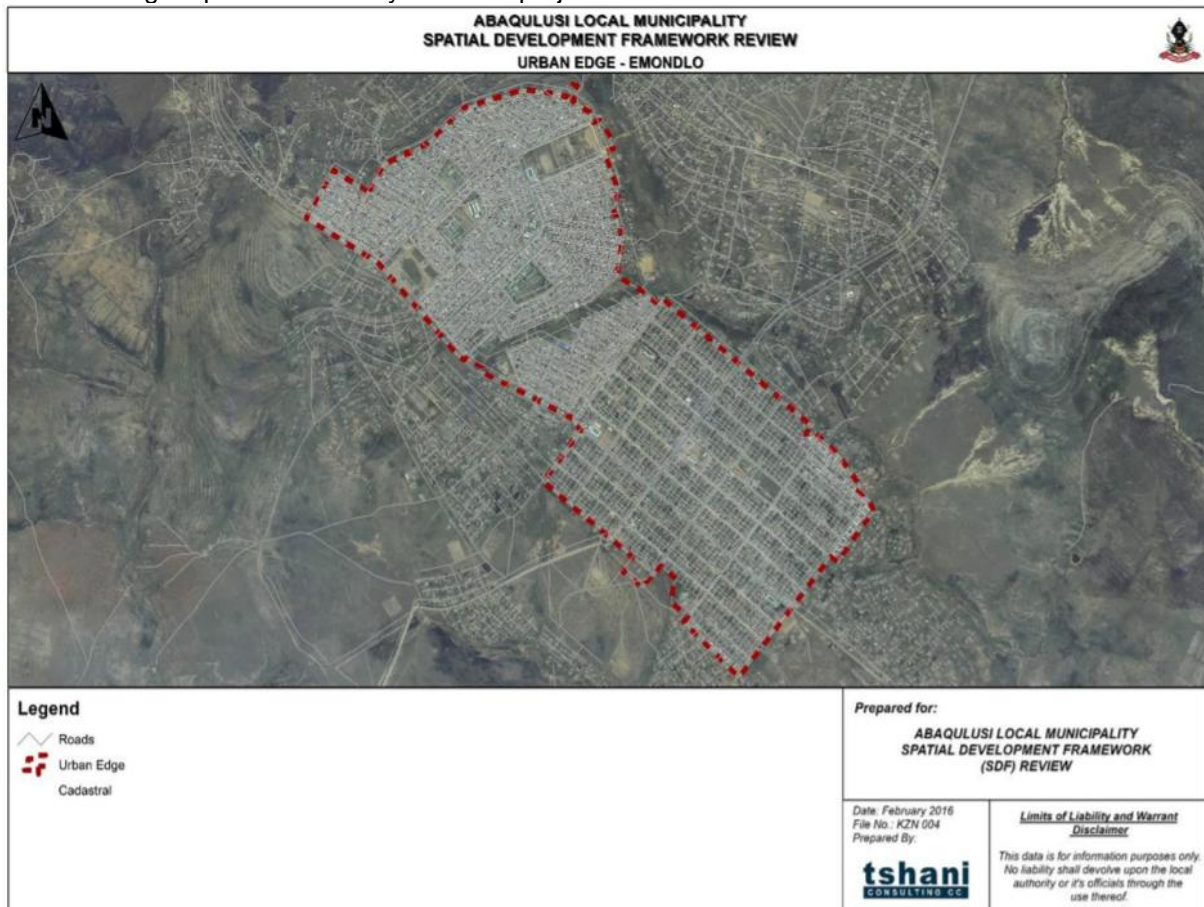 ABAQULUSI LOCAL MUNICIPALITY
SPATIAL DEVELOPMENT FRAMEWORK REVIEW
URBAN EDGE - EMONDLO
N
Legend
Roads
Urban Edge
Cadastral
Prepared for:
ABAQULUSI LOCAL MUNICIPALITY
SPATIAL DEVELOPMENT FRAMEWORK
(SDF) REVIEW
Date: February 2016
File No.: KZN 004
Prepared By:
tshani
CONSULTING CC
Limits of Liability and Warrant
Disclaimer
This data is for information purposes only.
No liability shall devolve upon the local
authority or it's officials through the
use thereof.